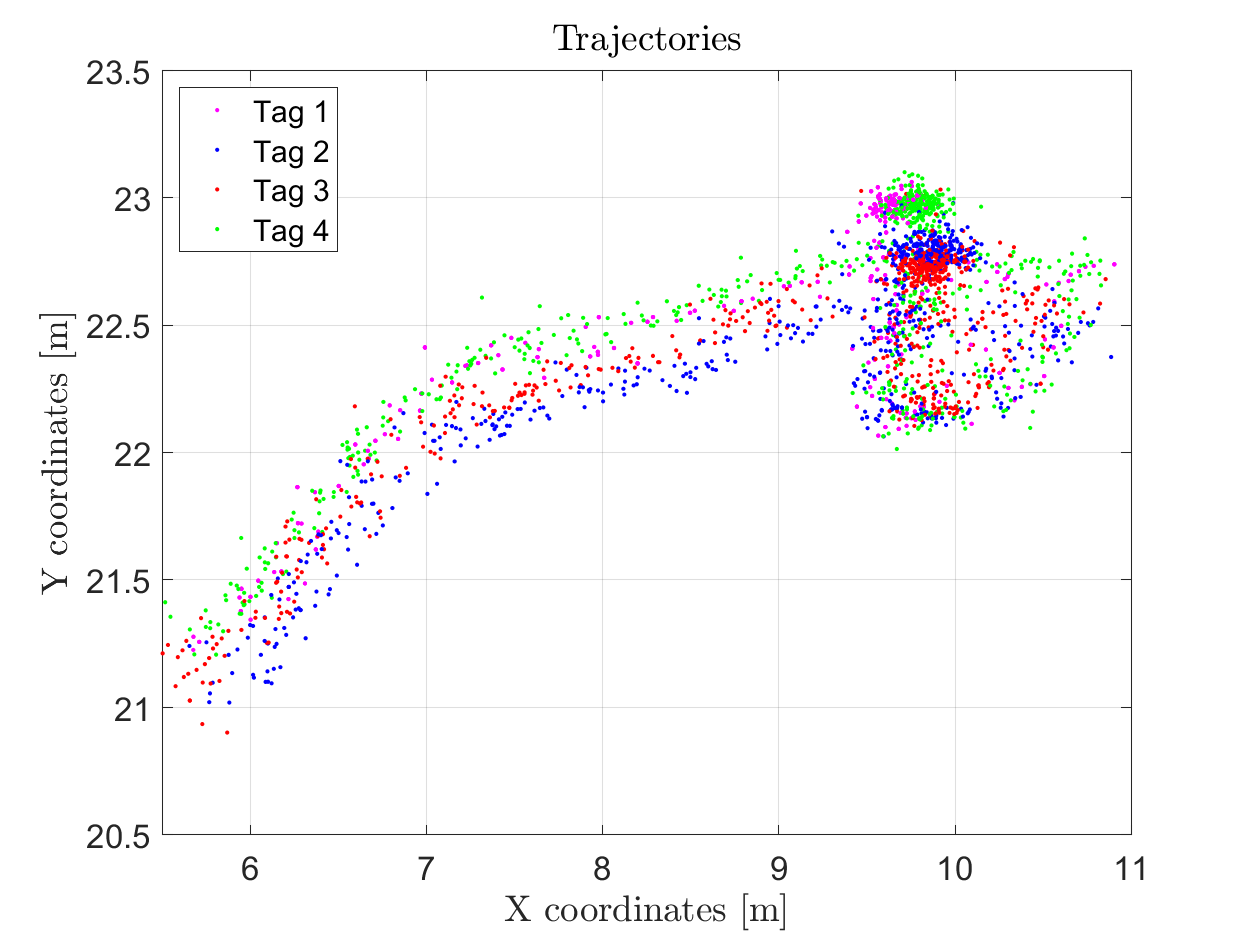 Trajectories
23.5
23
22.5
22
21.5
21
20.5
Y coordinates [m]
Tag 1
Tag 2
Tag 3
Tag 4
6
7
8
9
10
11
X coordinates [m]